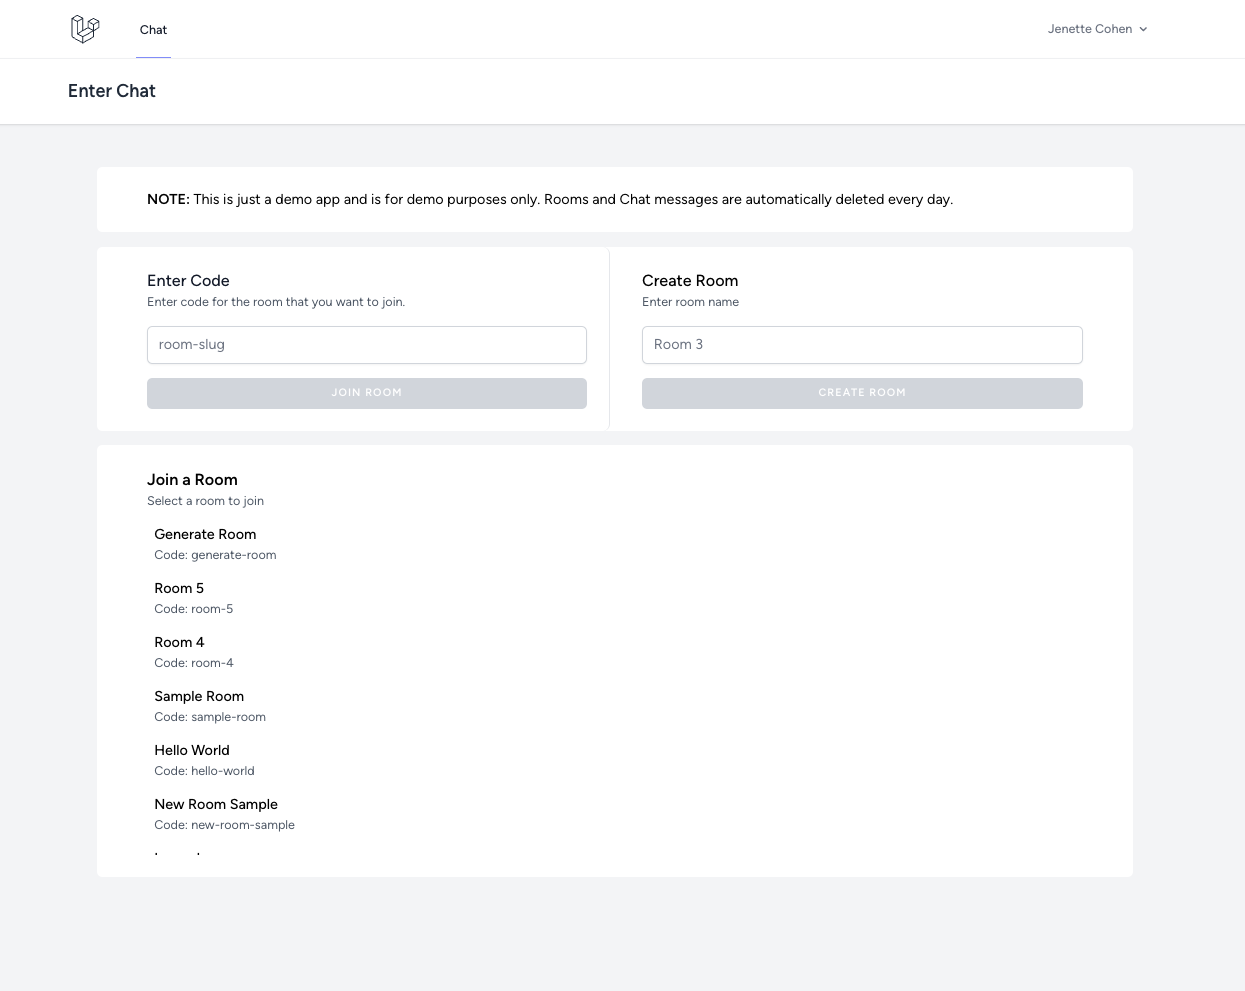 Chat
Jenette Cohen
Enter Chat
NOTE: This is just a demo app and is for demo purposes only. Rooms and Chat messages are automatically deleted every day.
Enter Code
Enter code for the room that you want to join.
room-slug
JOIN ROOM
Create Room
Enter room name
Room 3
CREATE ROOM
Join a Room
Select a room to join
Generate Room
Code: generate-room
Room 5
Code: room-5
Room 4
Code: room-4
Sample Room
Code: sample-room
Hello World
Code: hello-world
New Room Sample
Code: new-room-sample